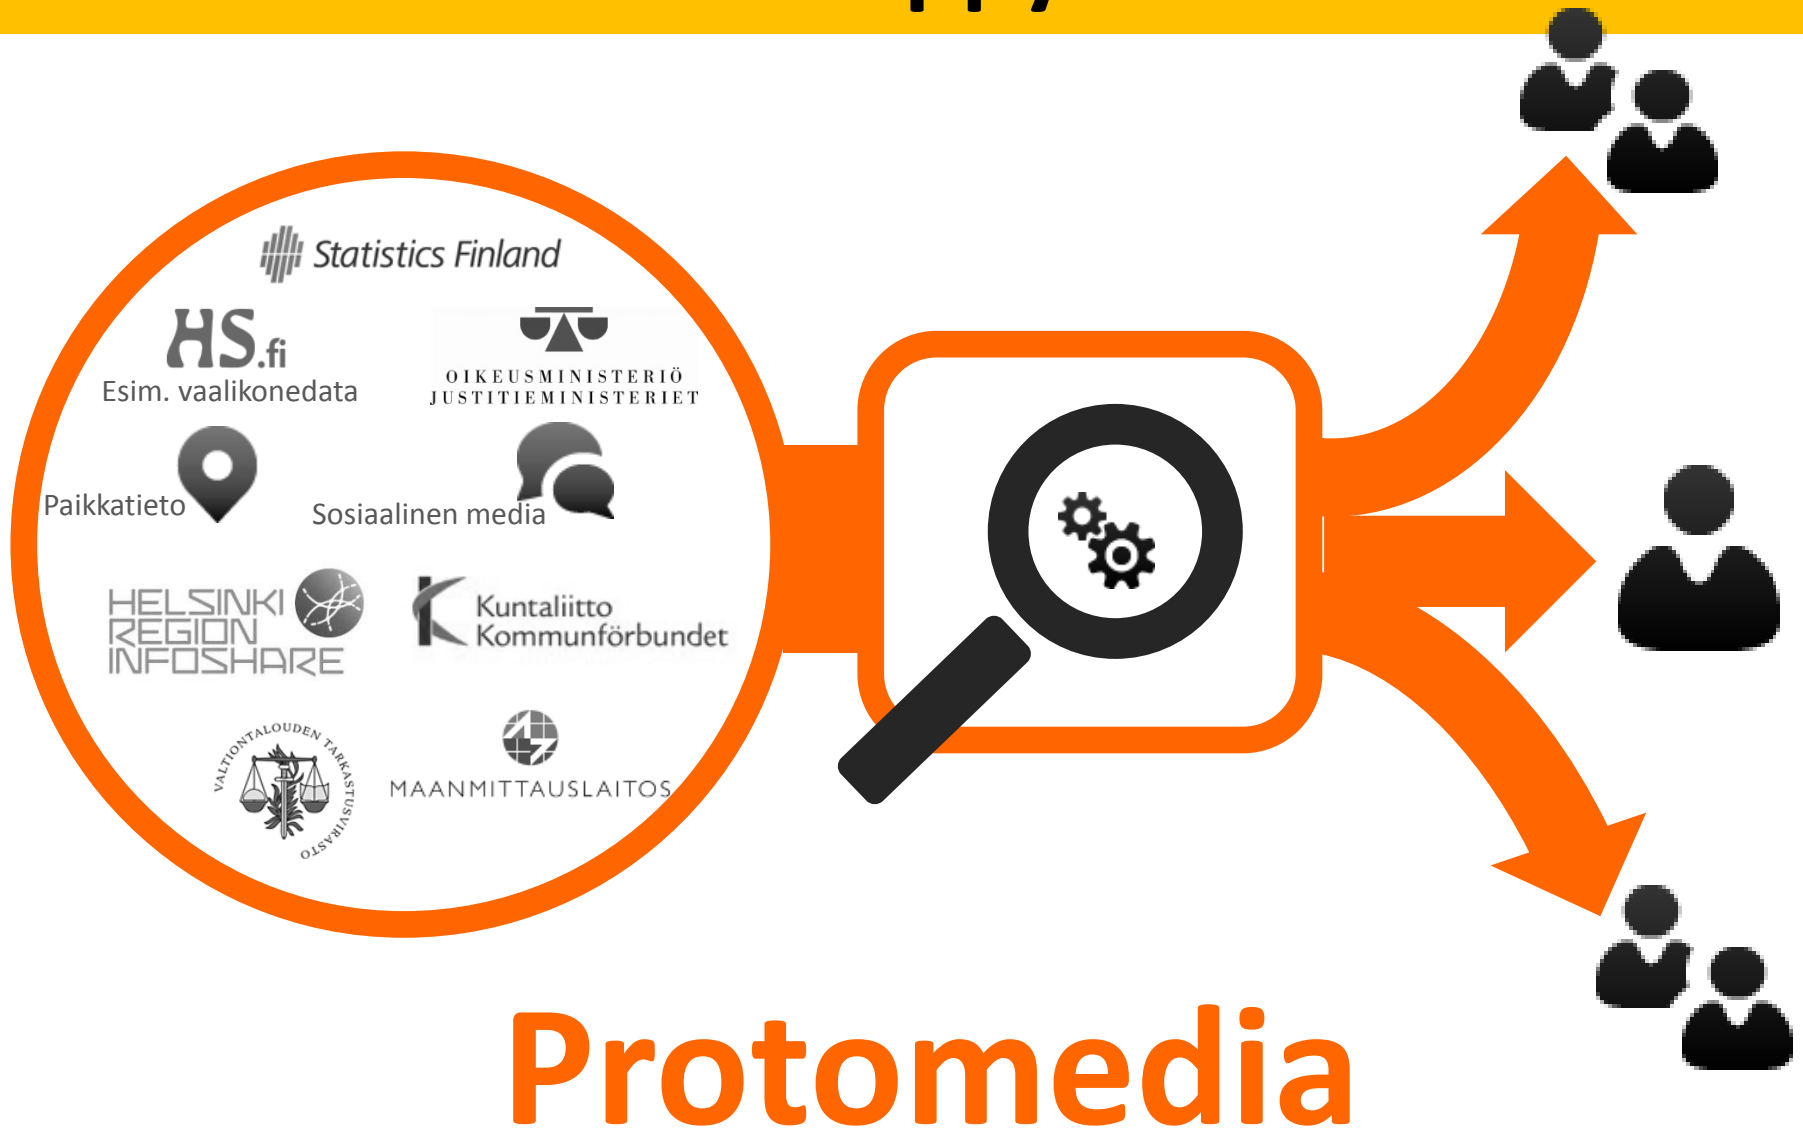 Statistics Finland
HS.fi
Esim. vaalikonedata
OIKEUSMINISTERIÖ
JUSTITIEMINISTERIET
Paikkatieto
Sosiaalinen media
HELSINKI
REGION
INFOSHARE
Kuntaliitto
Kommunförbundet
VALTIONTALOUDEN TARKASTUSVIRASTO
MAANMITTAUSLAITOS
Protomedia